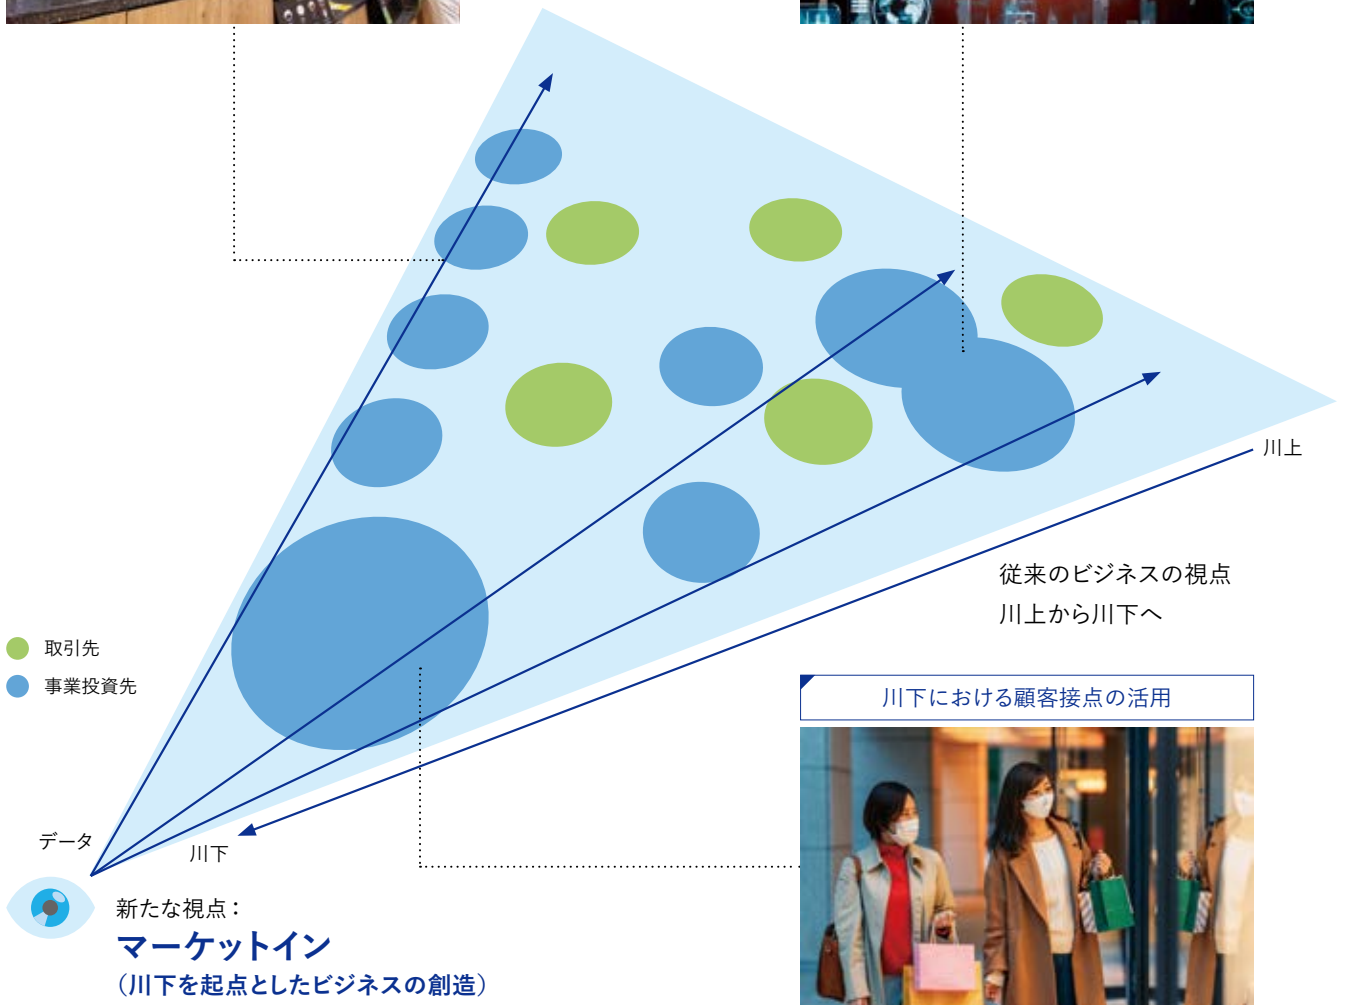 川上
従来のビジネスの視点
川上から川下へ
取引先
事業投資先
川下における顧客接点の活用
データ
川下
新たな視点：
マーケットイン
（川下を起点としたビジネスの創造）